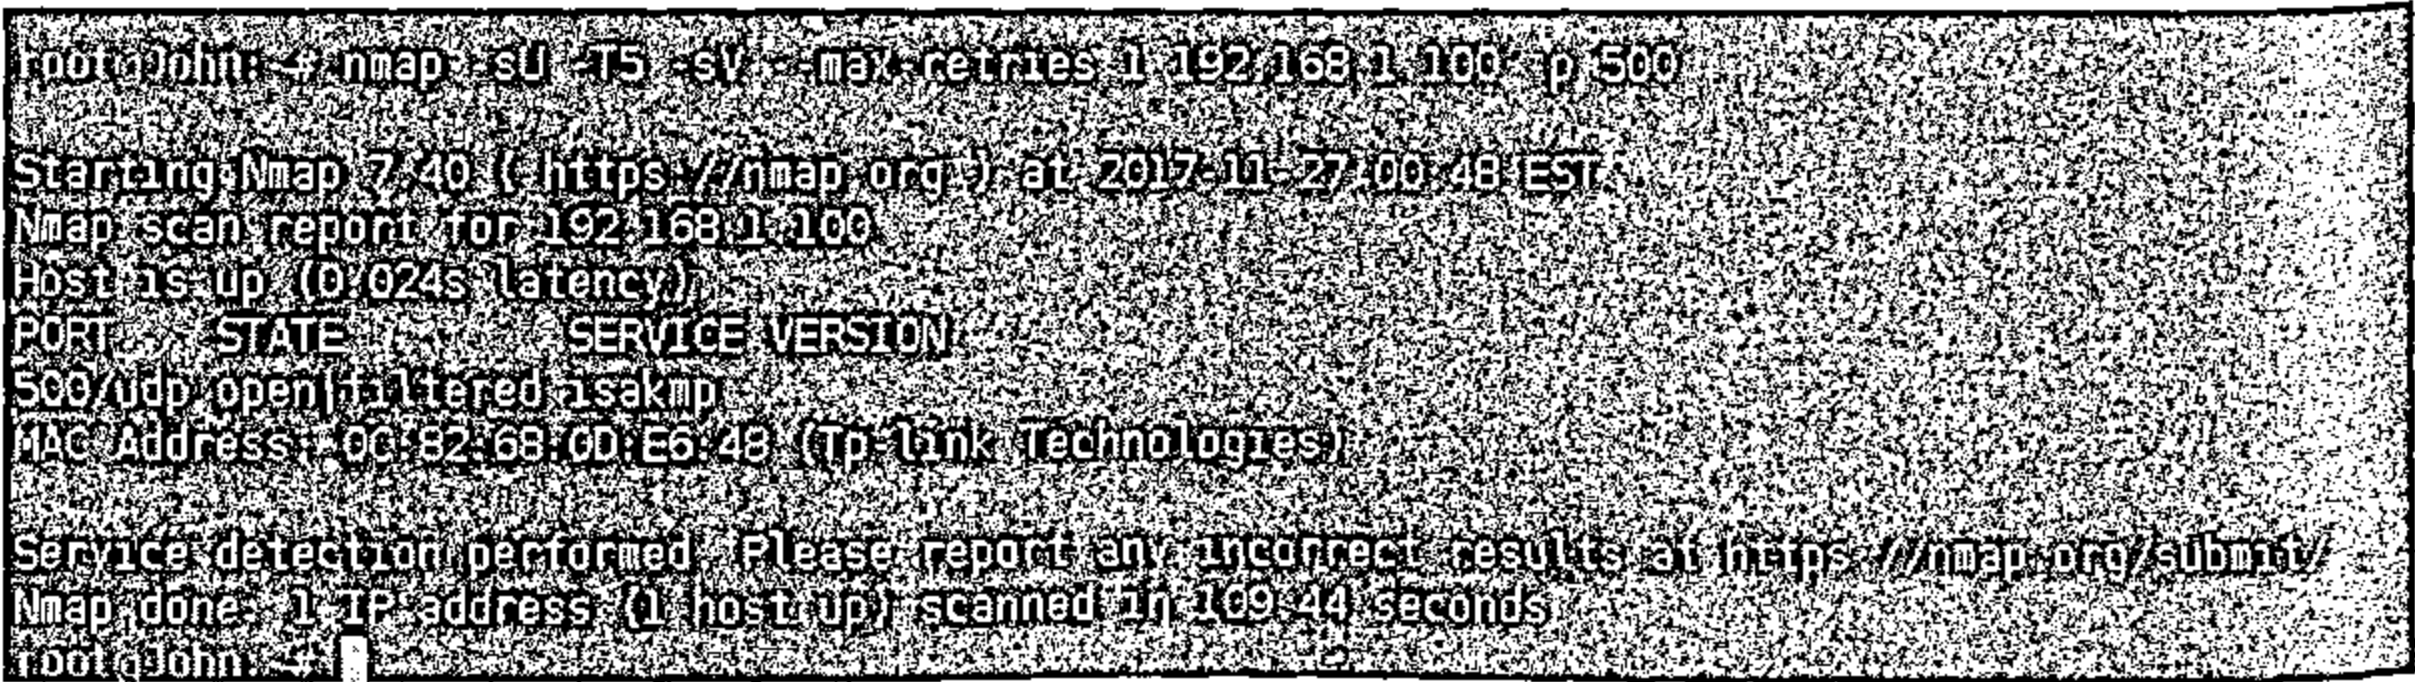 root@John:~# nmap -sU -T5 -sV --max-retries 1 192.168.1.100 -p 500
Starting Nmap 7.40 ( https://nmap.org ) at 2017-11-27 00:48 EST
Nmap scan report for 192.168.1.100
Host is up (0.024s latency).
PORT STATE SERVICE VERSION
500/udp open|filtered isakmp
MAC Address: 0C:82:68:0D:E6:48 (Tp-link Technologies)
Service detection performed. Please report any incorrect results at https://nmap.org/submit/ .
Nmap done: 1 IP address (1 host up) scanned in 109.44 seconds
root@John:~#